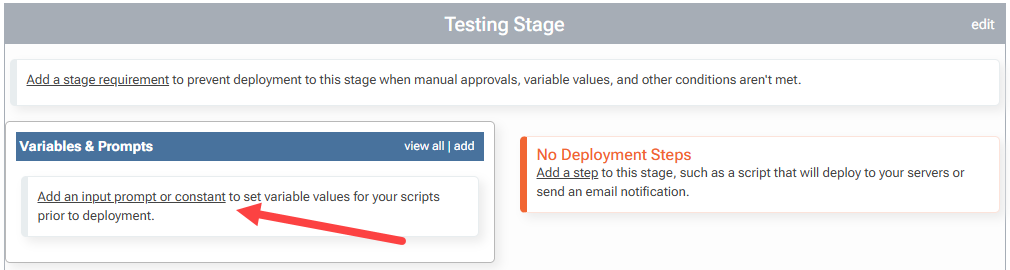 Testing Stage
edit
Add a stage requirement to prevent deployment to this stage when manual approvals, variable values, and other conditions aren't met.
Variables & Prompts
view all | add
Add an input prompt or constant to set variable values for your scripts
prior to deployment.
No Deployment Steps
Add a step to this stage, such as a script that will deploy to your servers or
send an email notification.